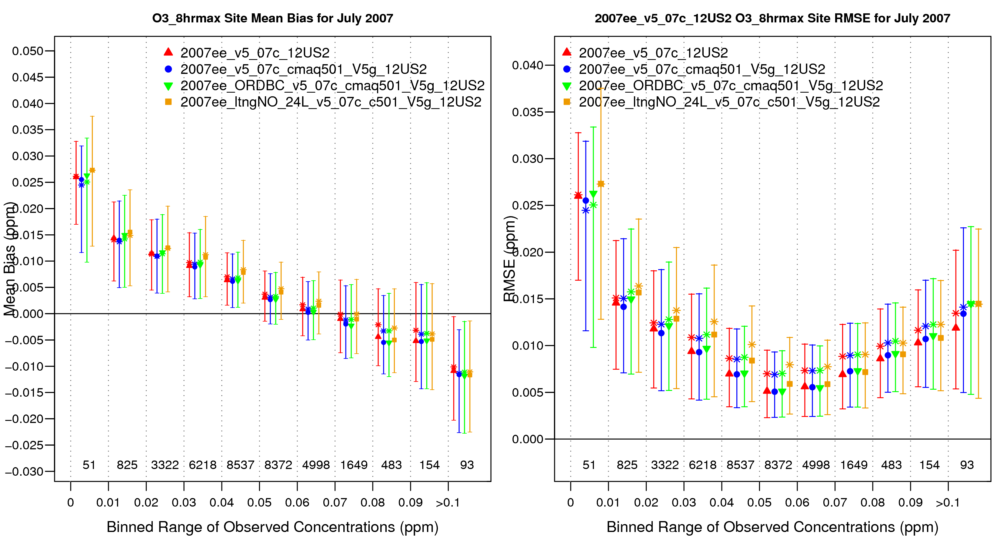 O3_8hrmax Site Mean Bias for July 2007
2007ee_v5_07c_12US2
2007ee_v5_07c_cmaq501_V5g_12US2
2007ee_ORDBC_v5_07c_cmaq501_V5g_12US2
2007ee_ltngNO_24L_v5_07c_c501_V5g_12US2
Mean Bias (ppm)
0.050
0.045
0.040
0.035
0.030
0.025
0.020
0.015
0.010
0.005
0.000
−0.005
−0.010
−0.015
−0.020
−0.025
−0.030
51 825 3322 6218 8537 8372 4998 1649 483 154 93
0 0.01 0.02 0.03 0.04 0.05 0.06 0.07 0.08 0.09 >0.1
Binned Range of Observed Concentrations (ppm)
2007ee_v5_07c_12US2 O3_8hrmax Site RMSE for July 2007
2007ee_v5_07c_12US2
2007ee_v5_07c_cmaq501_V5g_12US2
2007ee_ORDBC_v5_07c_cmaq501_V5g_12US2
2007ee_ltngNO_24L_v5_07c_c501_V5g_12US2
RMSE (ppm)
0.040
0.035
0.030
0.025
0.020
0.015
0.010
0.005
0.000
51 825 3322 6218 8537 8372 4998 1649 483 154 93
0 0.01 0.02 0.03 0.04 0.05 0.06 0.07 0.08 0.09 >0.1
Binned Range of Observed Concentrations (ppm)